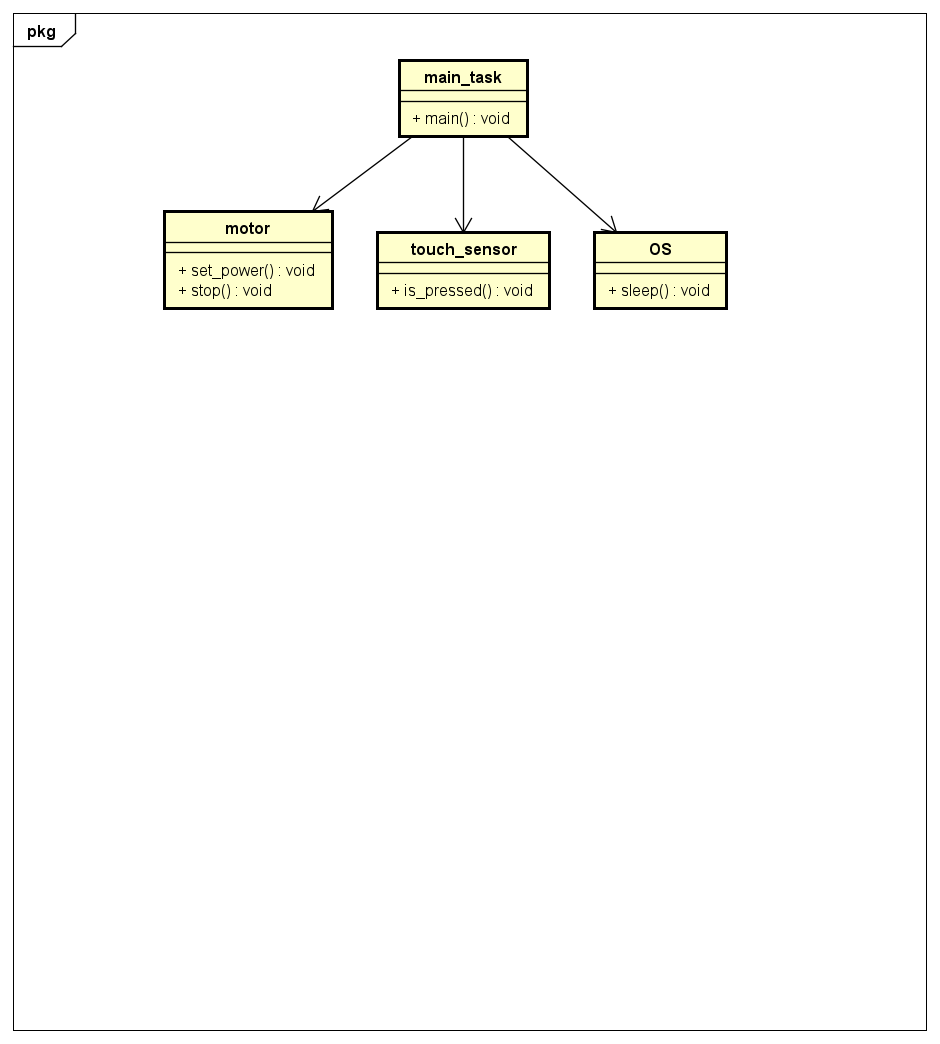 pkg
main_task
+ main() : void
motor
+ set_power() : void
+ stop() : void
touch_sensor
+ is_pressed() : void
OS
+ sleep() : void